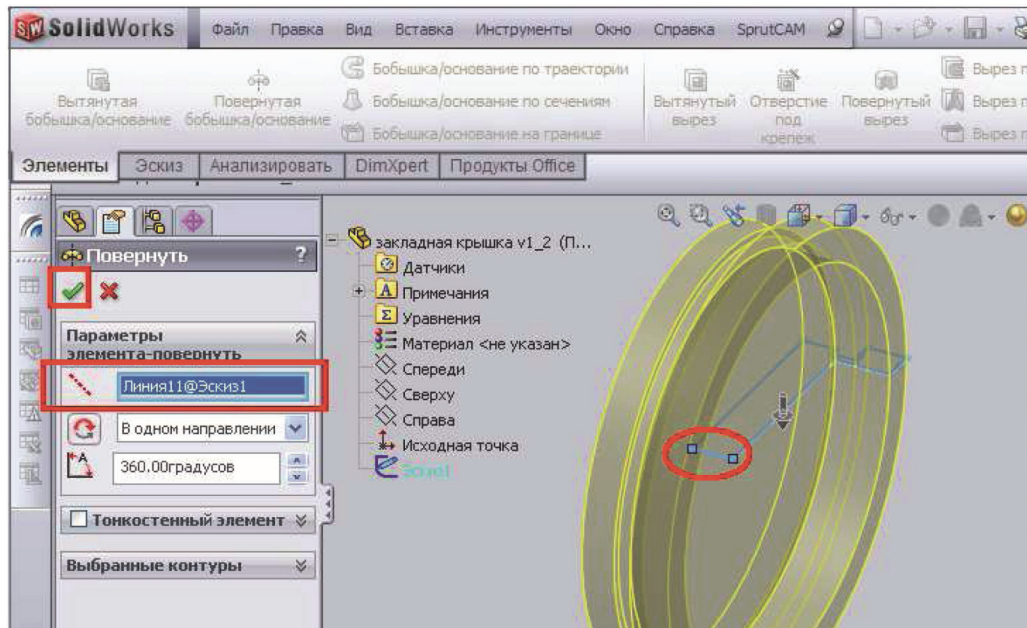 SolidWorks Файл Правка Вид Вставка Инструменты Окно Справка SprutCAM
Вытянутая бобышка/основание
Повернутая бобышка/основание
Бобышка/основание по траектории
Бобышка/основание по сечениям
Бобышка/основание на границе
Вытянутый вырез
Отверстие под крепеж
Повернутый вырез
Вырез п
Вырез п
Вырез п
Элементы Эскиз Анализировать DimXpert Продукты Office
Повернуть ?
Параметры
элемента-повернуть
Линия11@Эскиз1
В одном направлении
360.00градусов
Тонкостенный элемент
Выбранные контуры
закладная крышка v1_2 (П...
Датчики
Примечания
Уравнения
Материал <не указан>
Спереди
Сверху
Справа
Исходная точка
Эскиз1